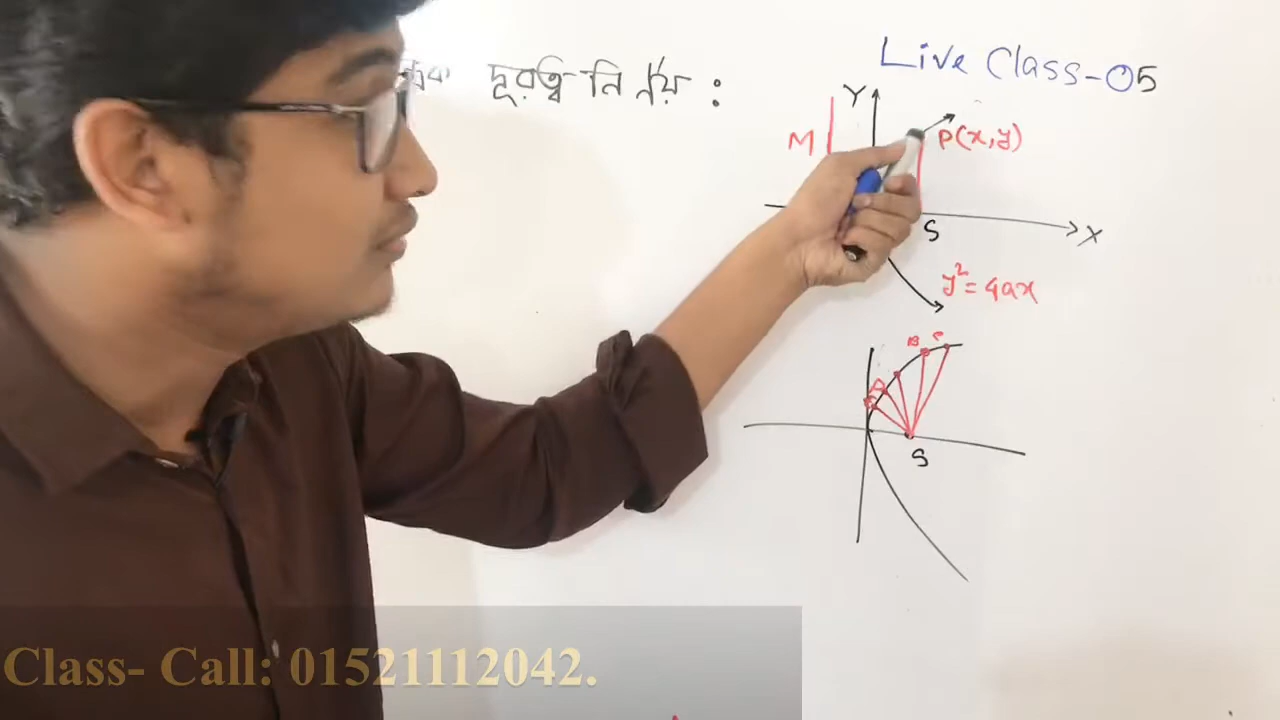 Live Class-05
দূরত্ব নির্ণয় :
Y
M
P(x,y)
S
X
y²=4ax
B P
A
S
Class- Call: 01521112042.